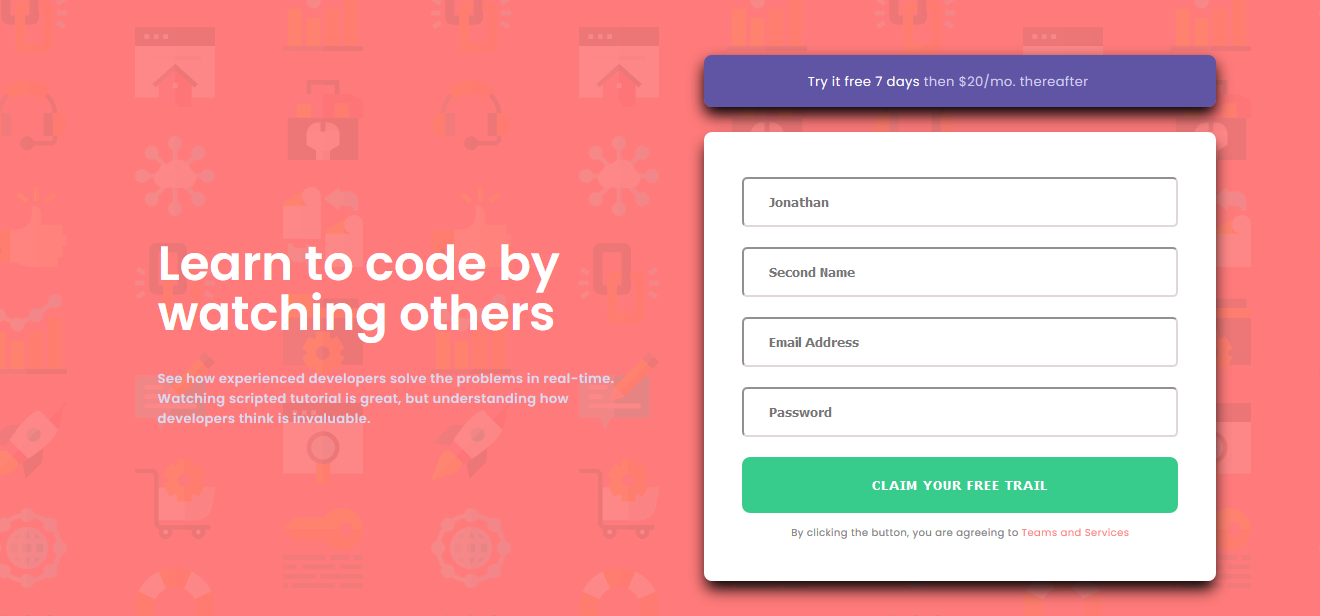 Learn to code by
watching others
See how experienced developers solve the problems in real-time.
Watching scripted tutorial is great, but understanding how
developers think is invaluable.
Try it free 7 days then $20/mo. thereafter
Jonathan
Second Name
Email Address
Password
CLAIM YOUR FREE TRAIL
By clicking the button, you are agreeing to Teams and Services